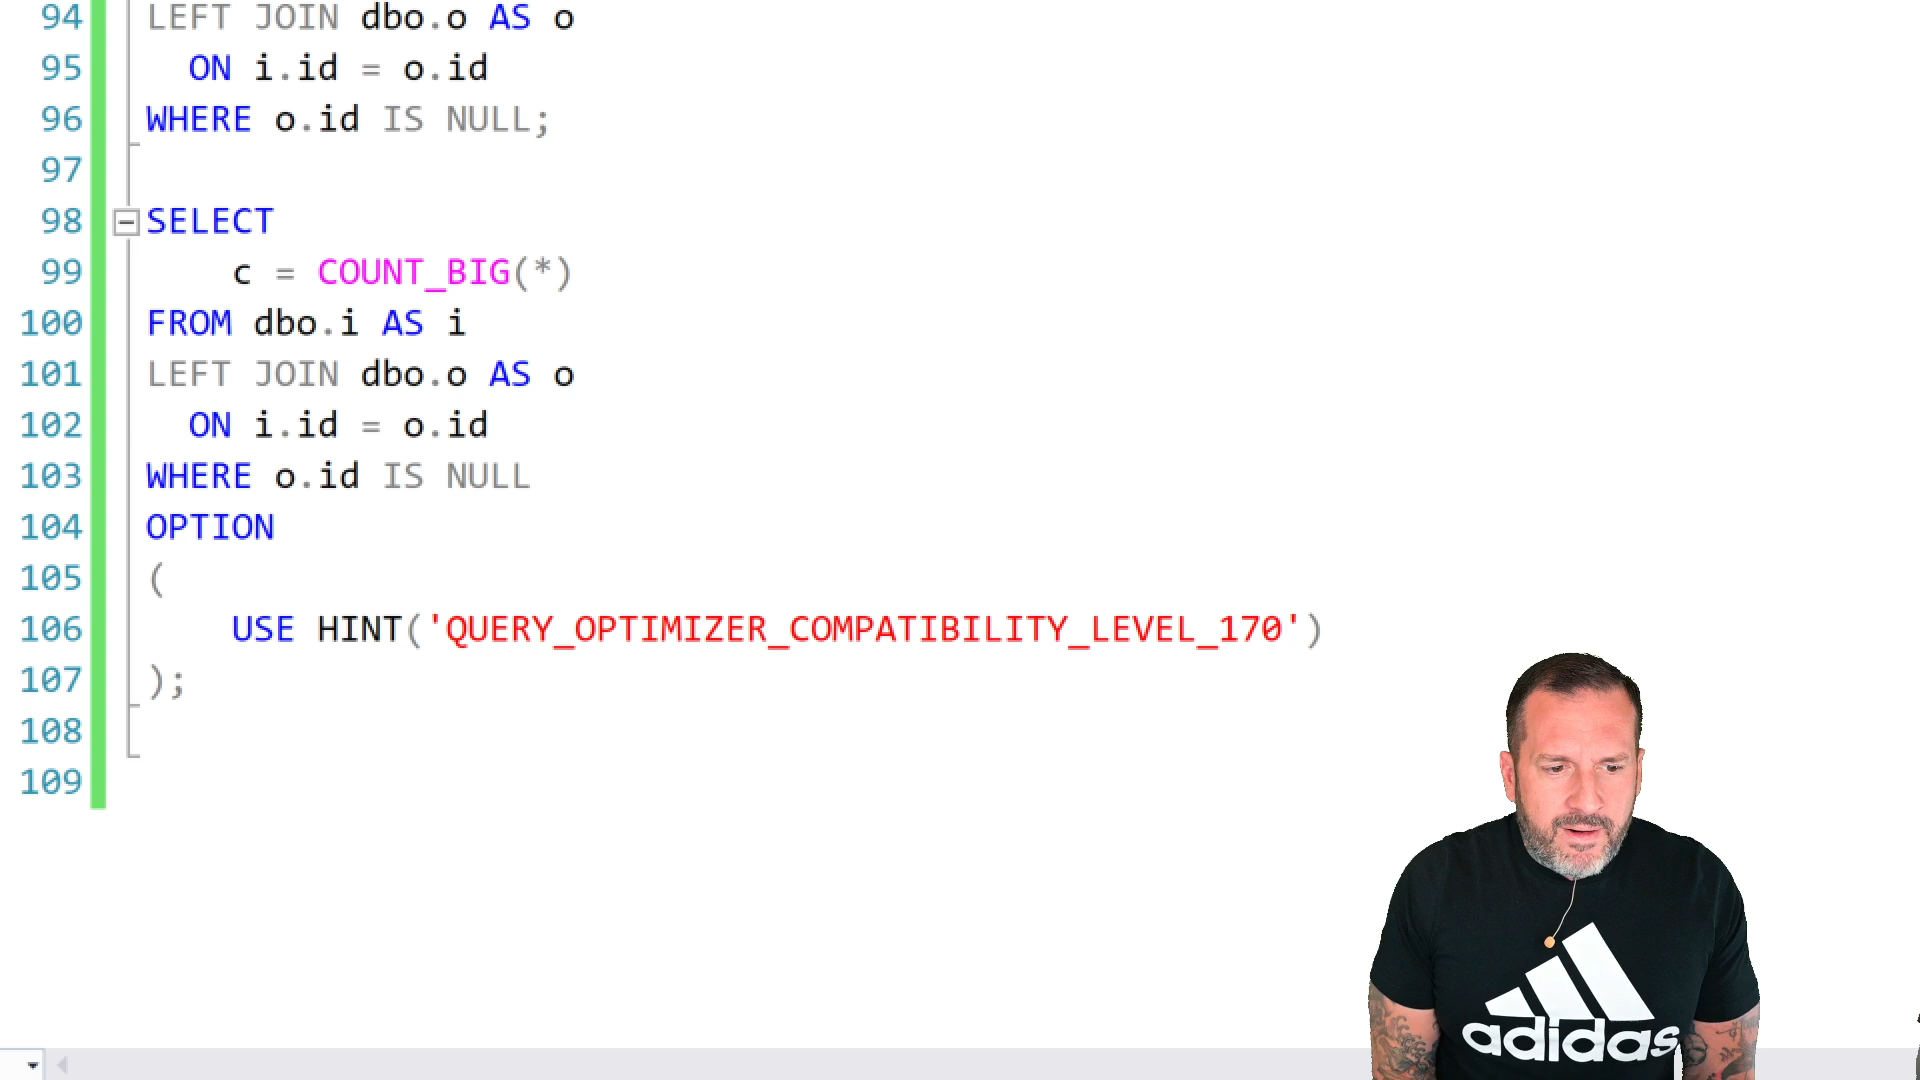 94 LEFT JOIN dbo.o AS o
95 ON i.id = o.id
96 WHERE o.id IS NULL;
97
98 SELECT
99 c = COUNT_BIG(*)
100 FROM dbo.i AS i
101 LEFT JOIN dbo.o AS o
102 ON i.id = o.id
103 WHERE o.id IS NULL
104 OPTION
105 (
106 USE HINT('QUERY_OPTIMIZER_COMPATIBILITY_LEVEL_170')
107 );
108
109
adidas